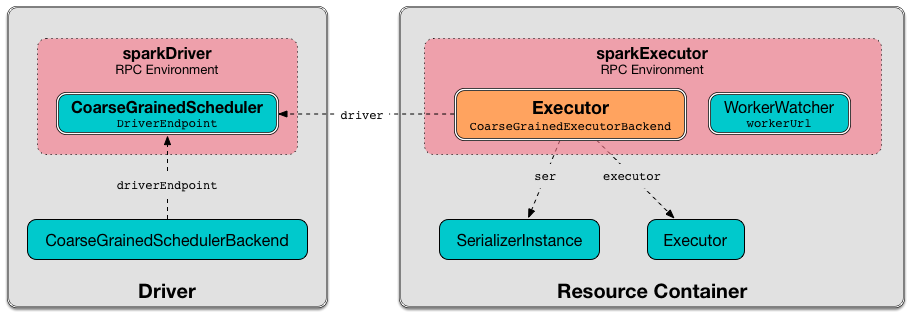 sparkDriver
RPC Environment
CoarseGrainedScheduler
DriverEndpoint
driverEndpoint
CoarseGrainedSchedulerBackend
Driver
driver
sparkExecutor
RPC Environment
Executor
CoarseGrainedExecutorBackend
WorkerWatcher
workerUrl
ser
executor
SerializerInstance
Executor
Resource Container